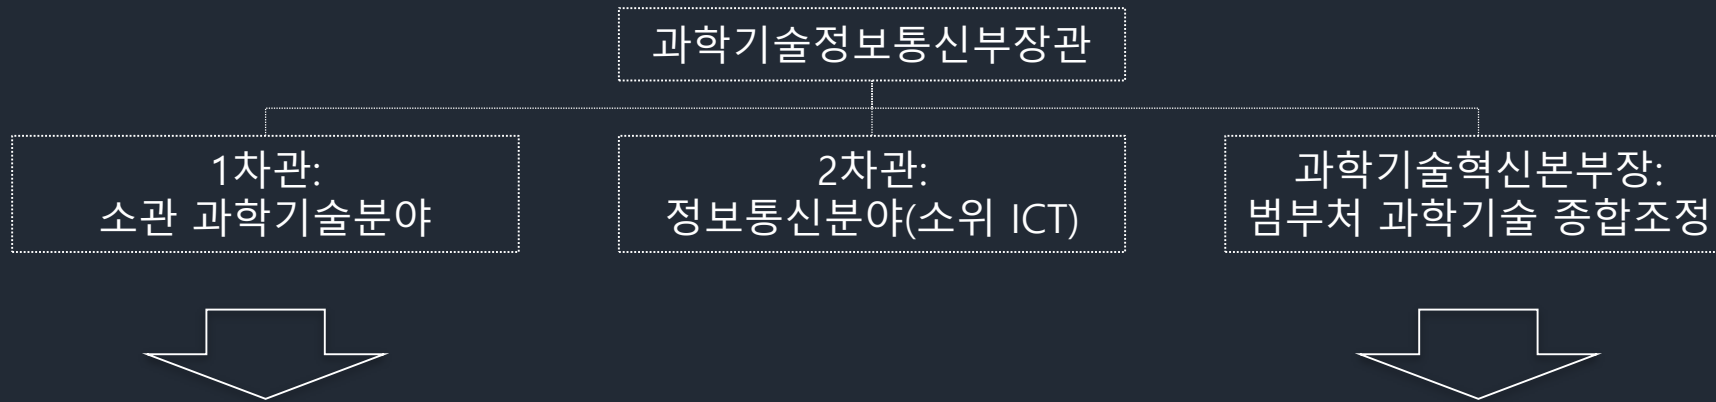 과학기술정보통신부장관
1차관:
소관 과학기술분야
2차관:
정보통신분야(소위 ICT)
과학기술혁신본부장:
범부처 과학기술 종합조정